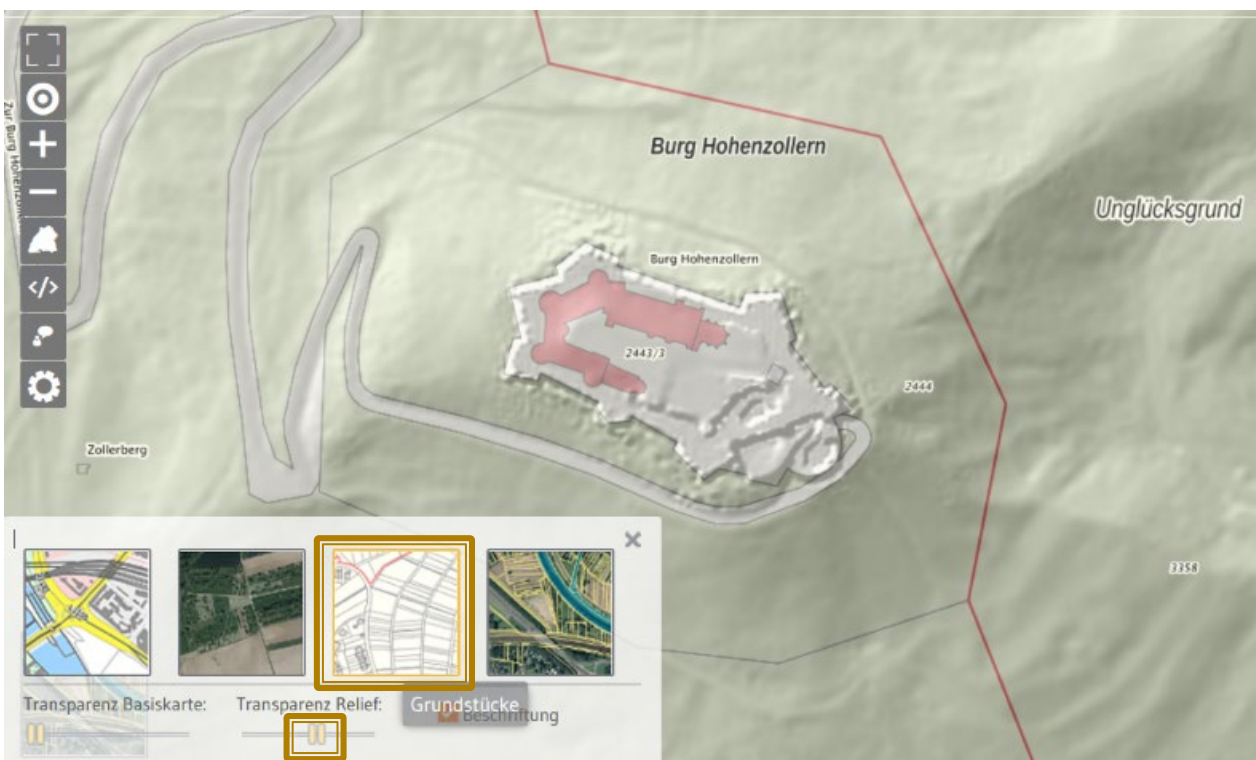 Zur Burg Hohenzollern
Burg Hohenzollern
Unglücksgrund
Burg Hohenzollern
</>
2443/3
2444
Zollerberg
3358
Transparenz Basiskarte:
Transparenz Relief:
Grundstücke
Beschriftung